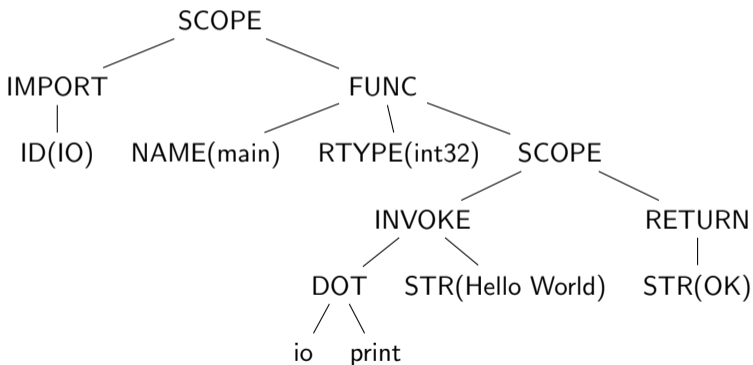 SCOPE
IMPORT FUNC
ID(IO) NAME(main) RTYPE(int32) SCOPE
INVOKE RETURN
DOT STR(Hello World) STR(OK)
io print